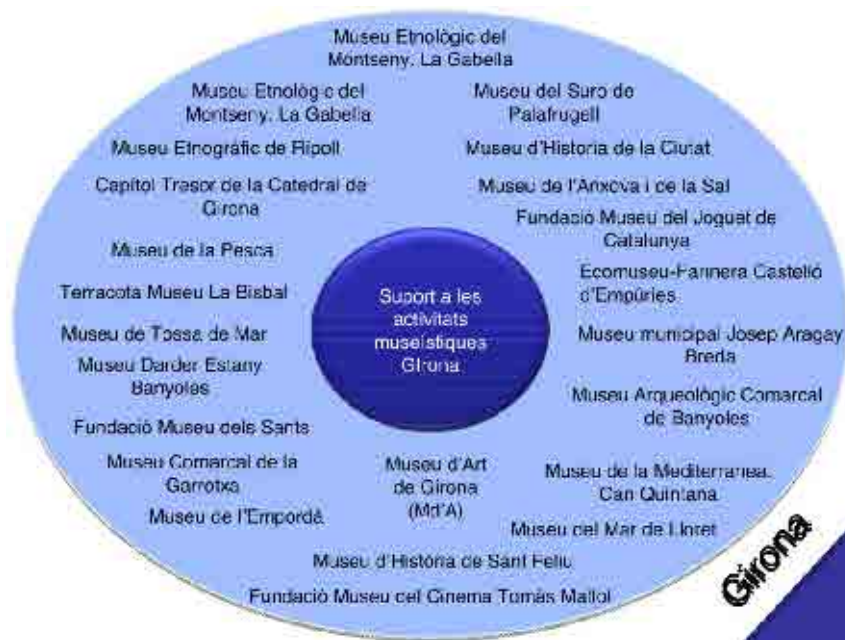 Museu Etnològic del
Montseny. La Gabella
Museu Etnològic del
Montseny. La Gabella
Museu del Suro de
Palafrugell
Museu Etnogràfic de Ripoll
Museu d'Historia de la Ciutat
Capítol Tresor de la Catedral de
Girona
Museu de l'Anxova i de la Sal
Fundació Museu del Joguet de
Catalunya
Museu de la Pesca
Ecomuseu-Farinera Castelló
d'Empúries
Terracota Museu La Bisbal
Suport a les
activitats
museístiques
Girona
Museu de Tossa de Mar
Museu municipal Josep Aragay
Breda
Museu Darder Estany
Banyoles
Museu Arqueològic Comarcal
de Banyoles
Fundació Museu dels Sants
Museu Comarcal de la
Garrotxa
Museu d'Art
de Girona
(Md'A)
Museu de la Mediterranea.
Can Quintana
Museu de l'Empordà
Museu del Mar de Lloret
Museu d'Història de Sant Feliu
Fundació Museu del Cinema Tomàs Mallol
Girona